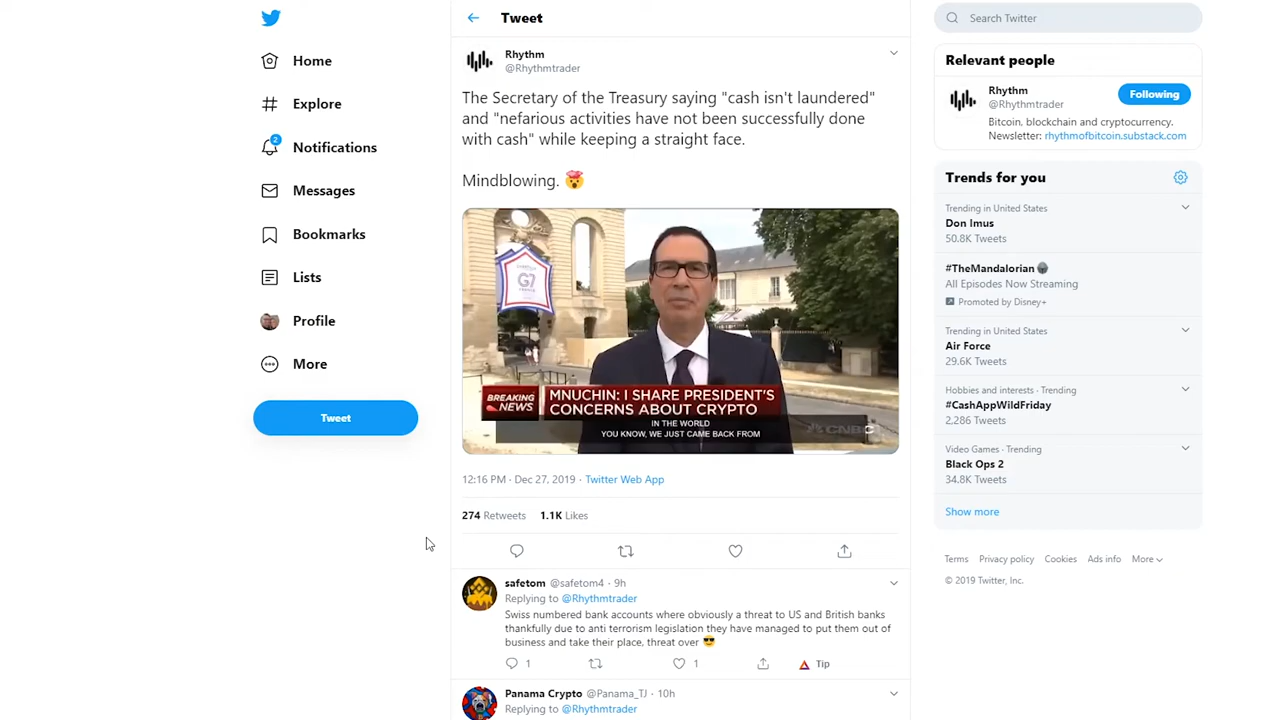 Home
Explore
2
Notifications
Messages
Bookmarks
Lists
Profile
More
Tweet
Tweet
Rhythm
@Rhythmtrader
The Secretary of the Treasury saying "cash isn't laundered"
and "nefarious activities have not been successfully done
with cash" while keeping a straight face.
Mindblowing. 🤯
G7
BREAKING
NEWS
MNUCHIN: I SHARE PRESIDENT'S
CONCERNS ABOUT CRYPTO
IN THE WORLD
YOU KNOW, WE JUST CAME BACK FROM
CNBC
12:16 PM · Dec 27, 2019 · Twitter Web App
274 Retweets 1.1K Likes
safetom @safetom4 · 9h
Replying to @Rhythmtrader
Swiss numbered bank accounts where obviously a threat to US and British banks
thankfully due to anti terrorism legislation they have managed to put them out of
business and take their place, threat over 😎
1 1 Tip
Panama Crypto @Panama_TJ · 10h
Replying to @Rhythmtrader
Search Twitter
Relevant people
Rhythm
@Rhythmtrader
Following
Bitcoin, blockchain and cryptocurrency.
Newsletter: rhythmofbitcoin.substack.com
Trends for you
Trending in United States
Don Imus
50.8K Tweets
#TheMandalorian
All Episodes Now Streaming
Promoted by Disney+
Trending in United States
Air Force
29.6K Tweets
Hobbies and interests · Trending
#CashAppWildFriday
2,286 Tweets
Video Games · Trending
Black Ops 2
34.8K Tweets
Show more
Terms Privacy policy Cookies Ads info More
© 2019 Twitter, Inc.